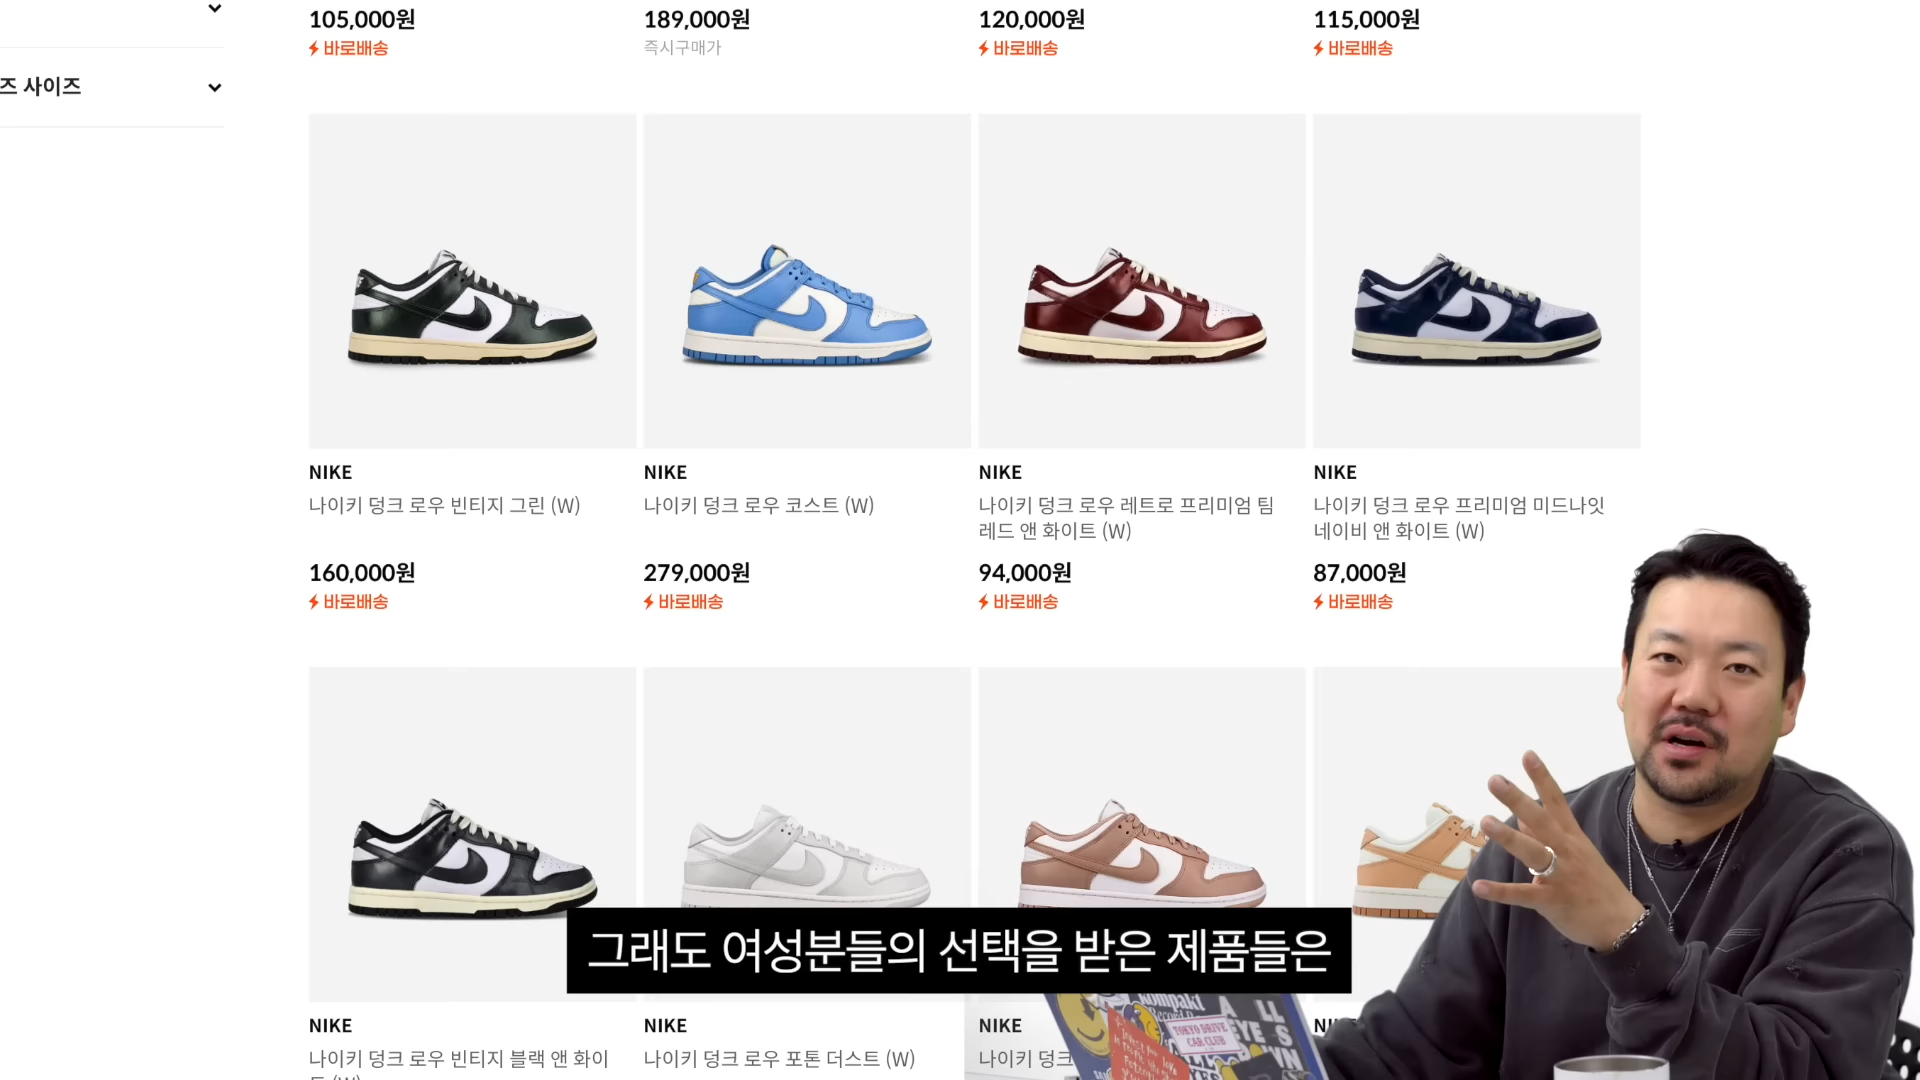 105,000원
바로배송
189,000원
즉시구매가
120,000원
바로배송
115,000원
바로배송
즈 사이즈
NIKE
나이키 덩크 로우 빈티지 그린 (W)
160,000원
바로배송
NIKE
나이키 덩크 로우 코스트 (W)
279,000원
바로배송
NIKE
나이키 덩크 로우 레트로 프리미엄 팀
레드 앤 화이트 (W)
94,000원
바로배송
NIKE
나이키 덩크 로우 프리미엄 미드나잇
네이비 앤 화이트 (W)
87,000원
바로배송
그래도 여성분들의 선택을 받은 제품들은
NIKE
나이키 덩크 로우 빈티지 블랙 앤 화이
NIKE
나이키 덩크 로우 포톤 더스트 (W)
NIKE
나이키 덩크
kompakt
TOKYO DRIVE
CAR CLUB